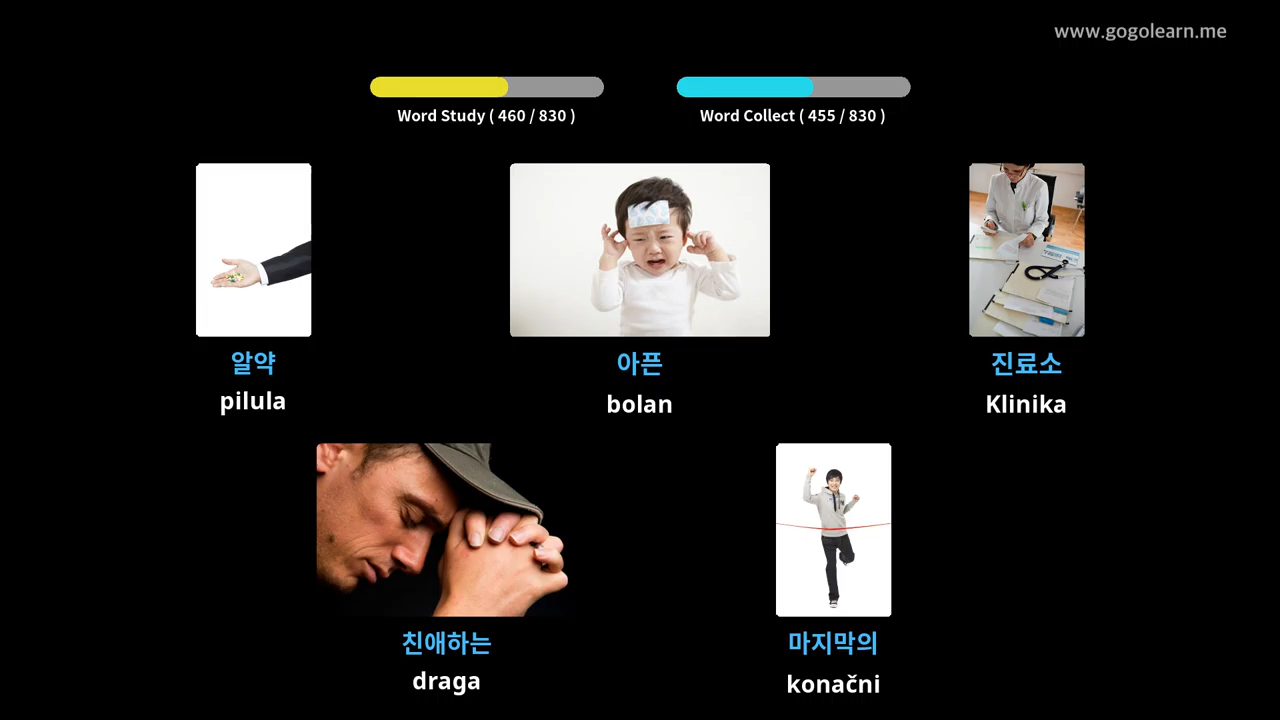 www.gogolearn.me
Word Study ( 460 / 830 )
Word Collect ( 455 / 830 )
알약
pilula
아픈
bolan
진료소
Klinika
친애하는
draga
마지막의
konačni